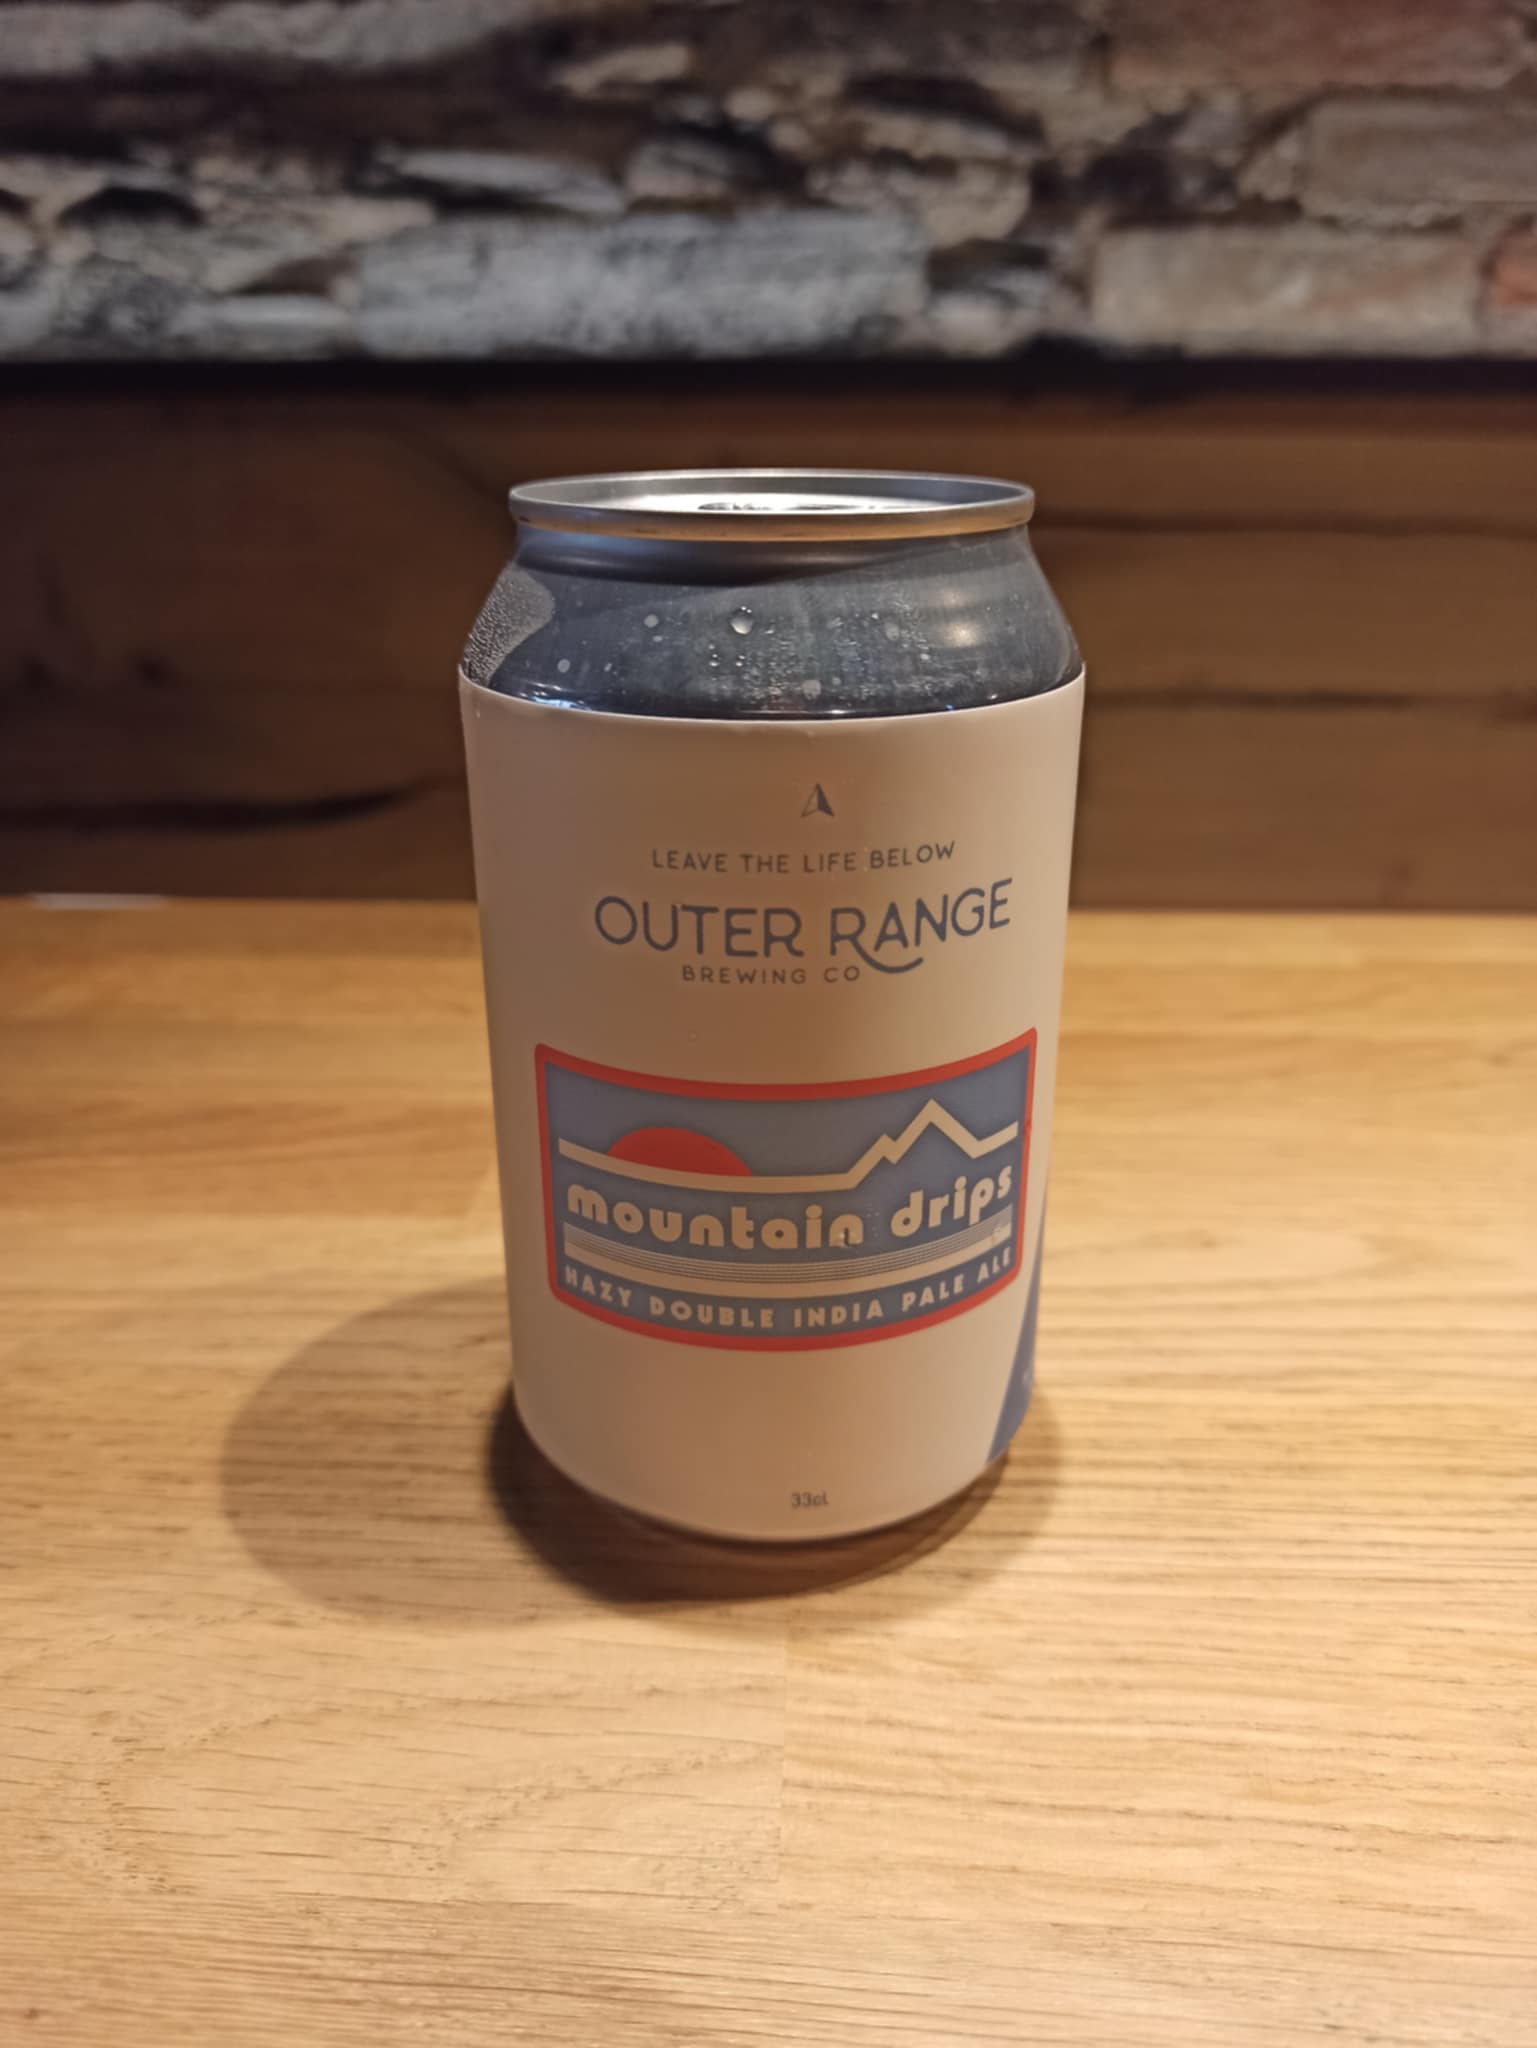 LEAVE THE LIFE BELOW
OUTER RANGE
BREWING CO
mountain drips
HAZY DOUBLE INDIA PALE ALE
33cl